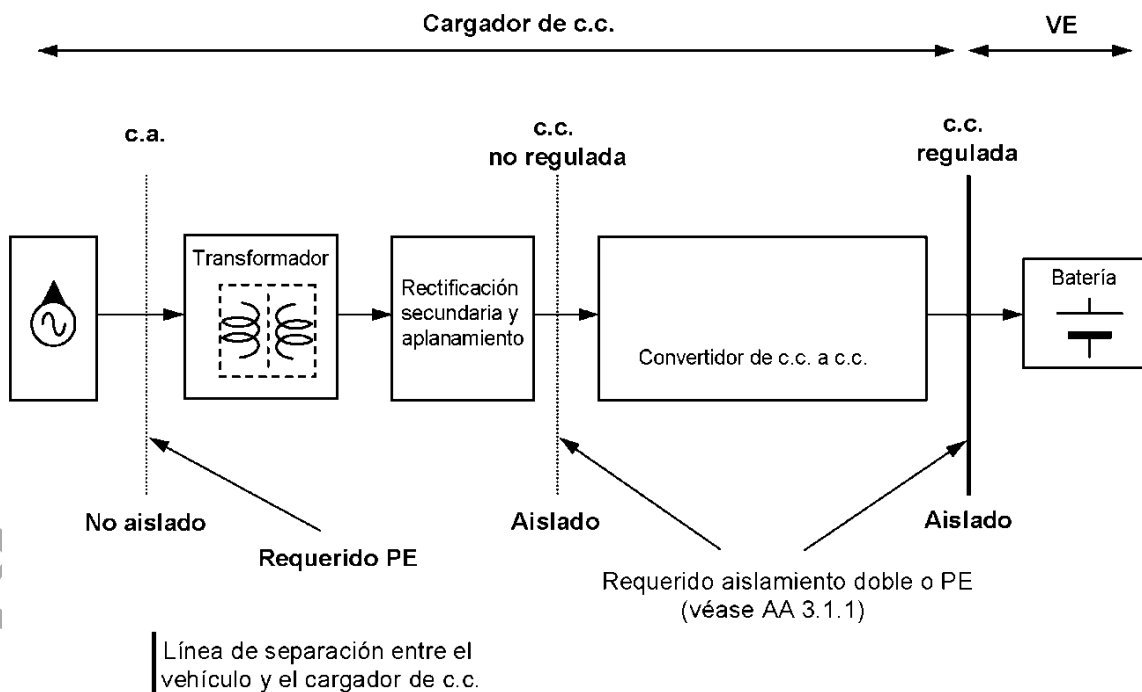 Cargador de c.c.
VE
c.a.
c.c.
no regulada
c.c.
regulada
Transformador
Rectificación
secundaria y
aplanamiento
Convertidor de c.c. a c.c.
Batería
No aislado
Aislado
Aislado
Requerido PE
Requerido aislamiento doble o PE
(véase AA 3.1.1)
Línea de separación entre el
vehículo y el cargador de c.c.